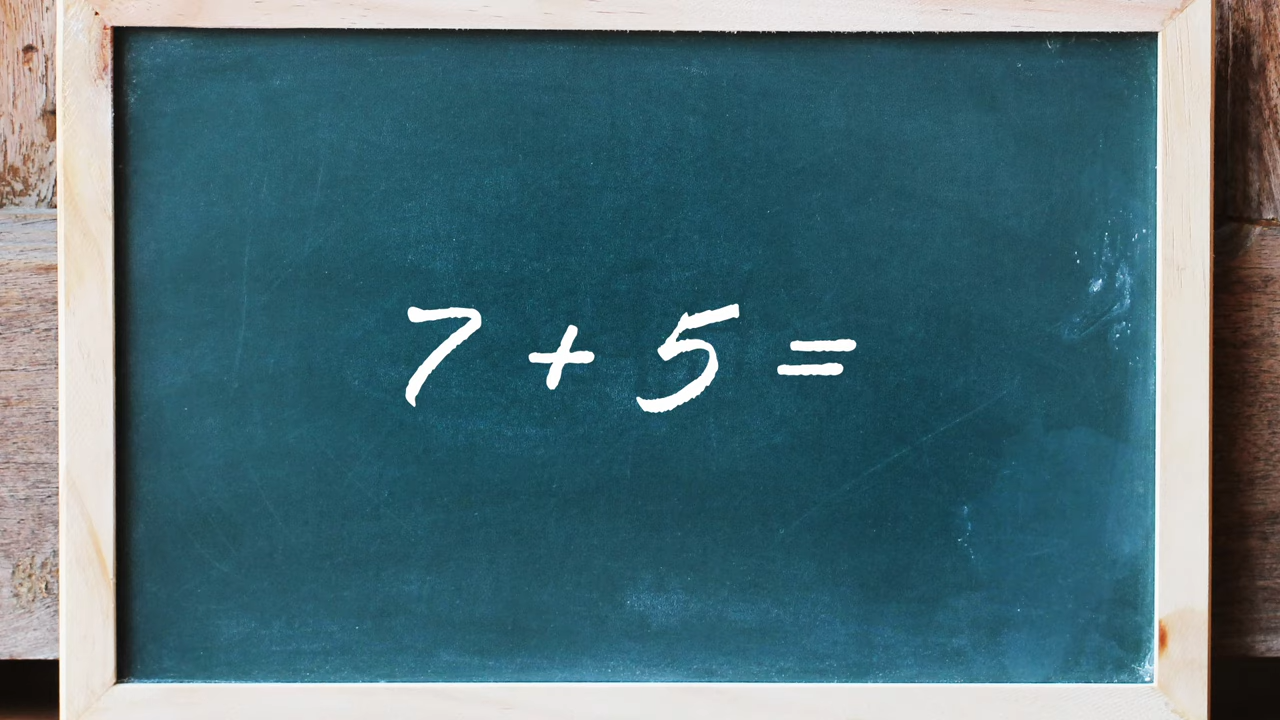 7 + 5 =